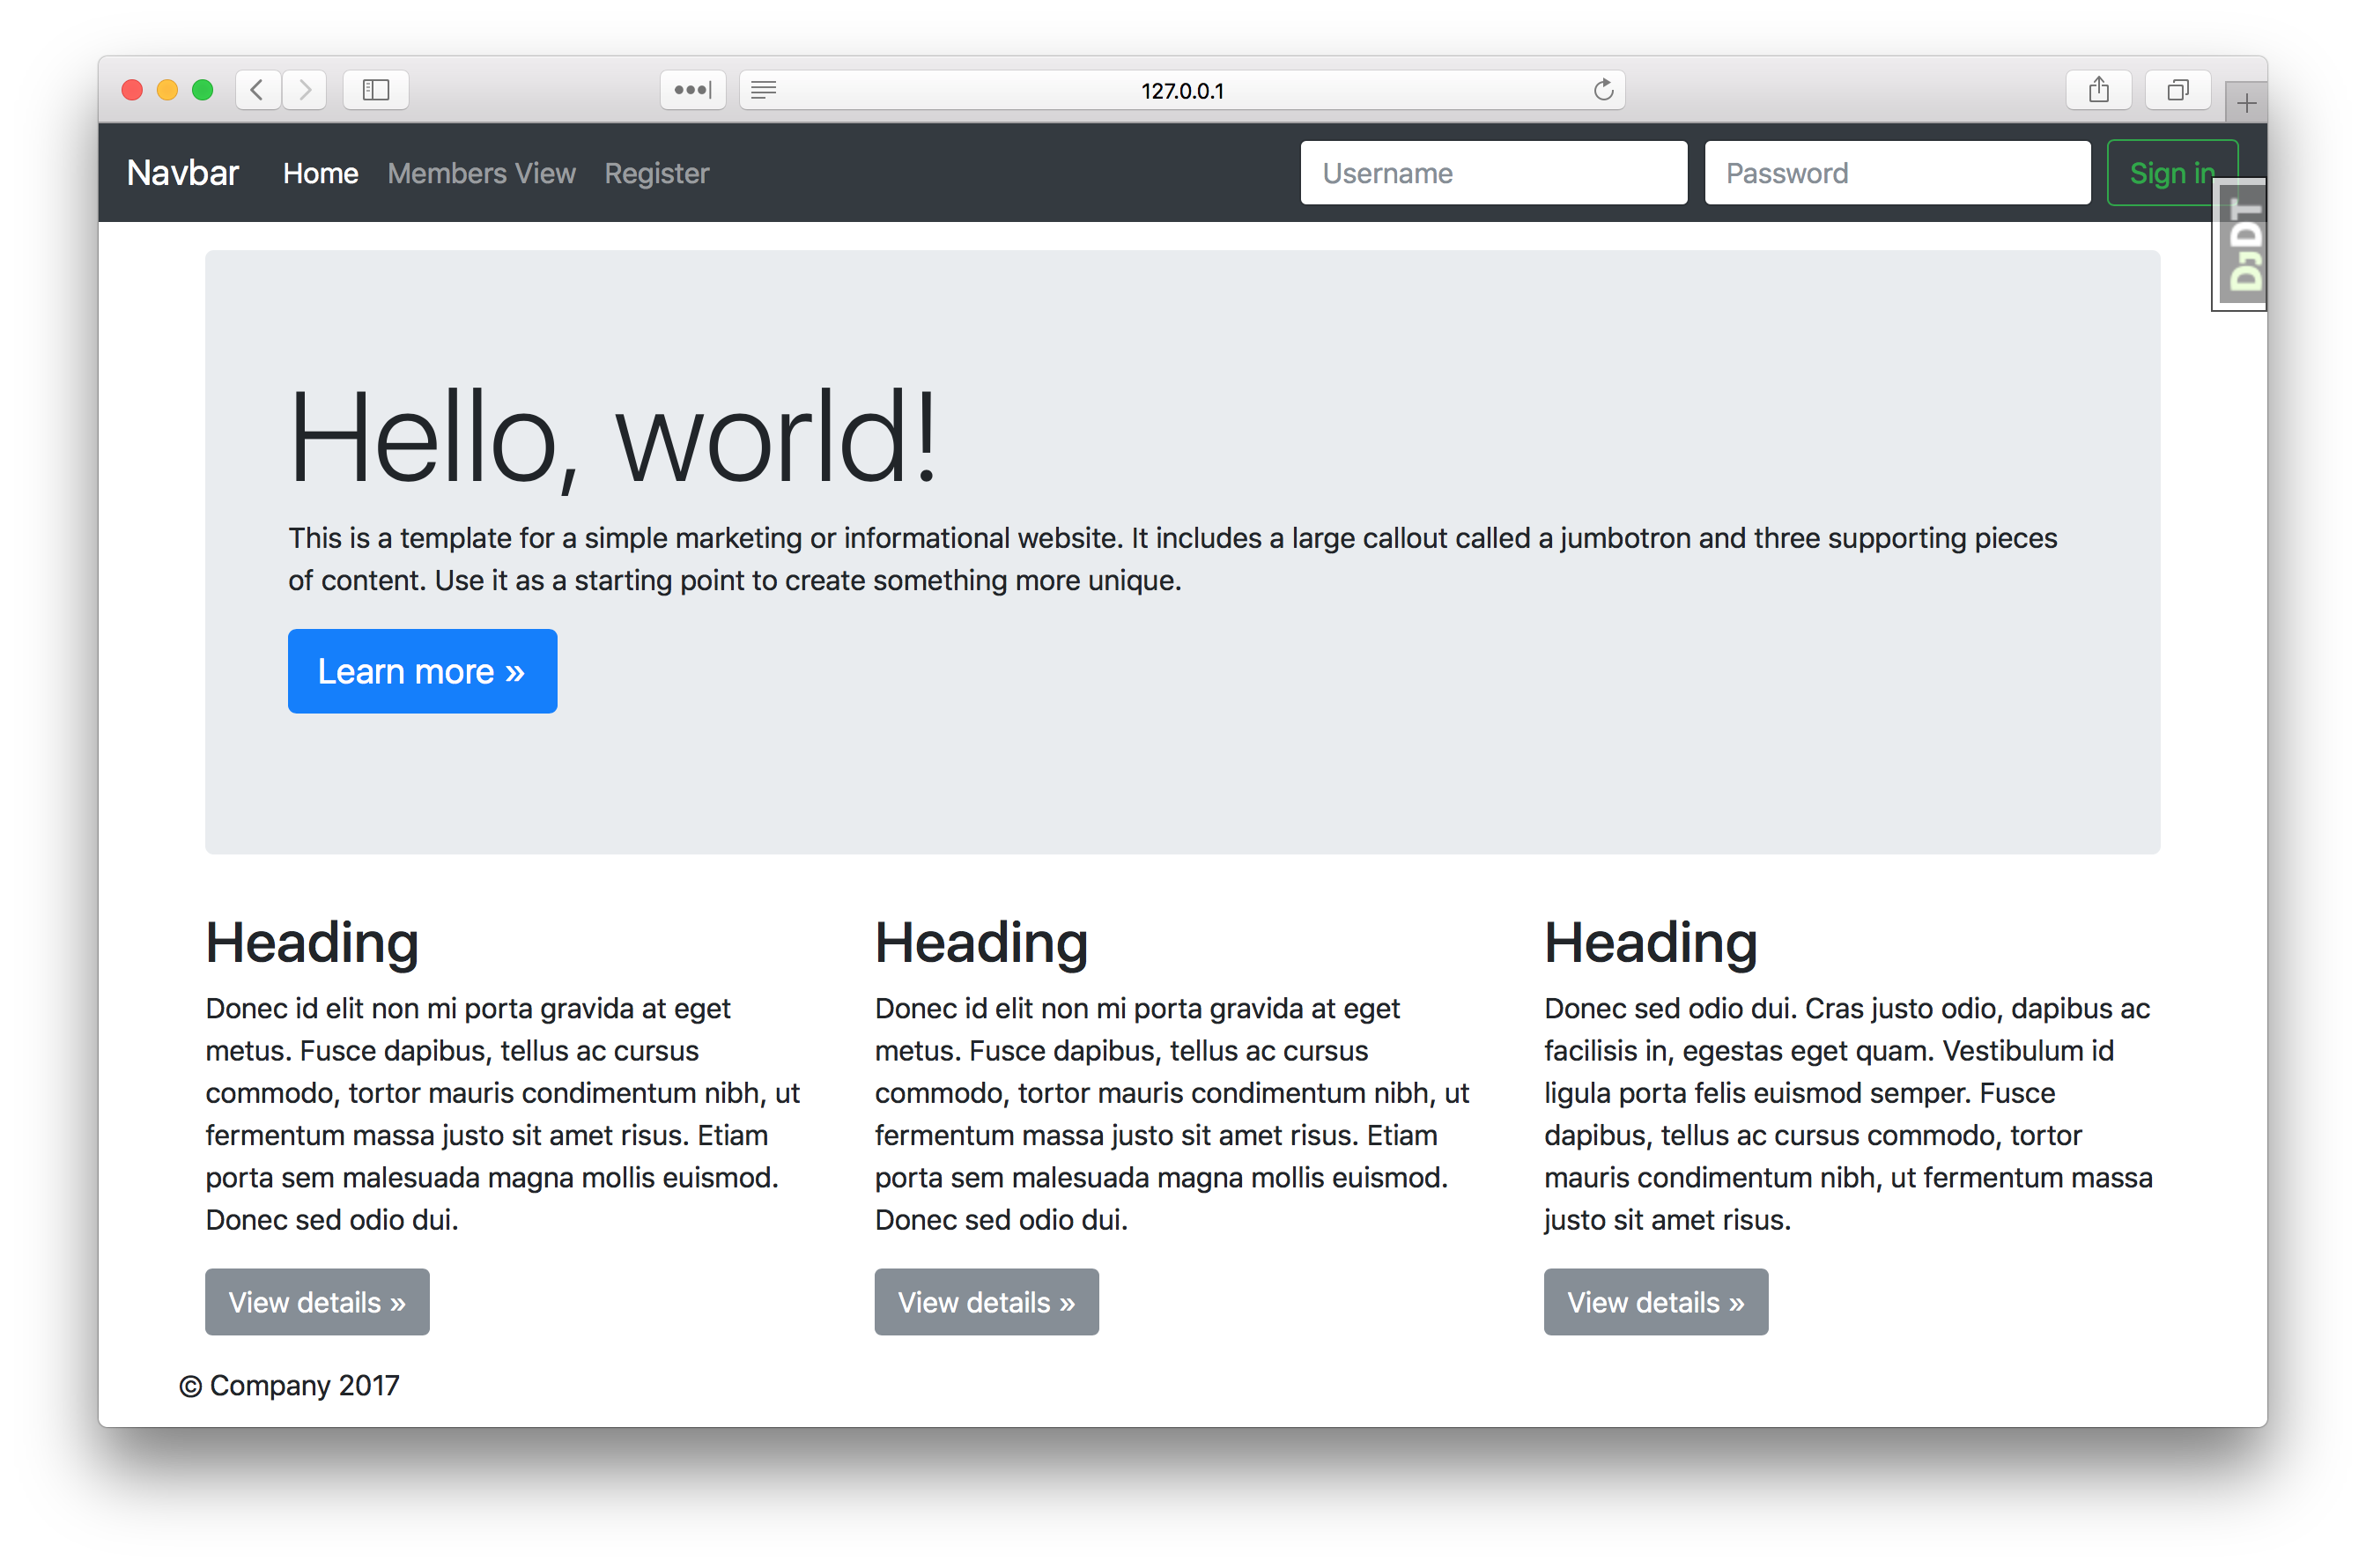 127.0.0.1
Navbar Home Members View Register Username Password Sign in
DjDT
Hello, world!
This is a template for a simple marketing or informational website. It includes a large callout called a jumbotron and three supporting pieces
of content. Use it as a starting point to create something more unique.
Learn more »
Heading
Donec id elit non mi porta gravida at eget
metus. Fusce dapibus, tellus ac cursus
commodo, tortor mauris condimentum nibh, ut
fermentum massa justo sit amet risus. Etiam
porta sem malesuada magna mollis euismod.
Donec sed odio dui.
View details »
Heading
Donec id elit non mi porta gravida at eget
metus. Fusce dapibus, tellus ac cursus
commodo, tortor mauris condimentum nibh, ut
fermentum massa justo sit amet risus. Etiam
porta sem malesuada magna mollis euismod.
Donec sed odio dui.
View details »
Heading
Donec sed odio dui. Cras justo odio, dapibus ac
facilisis in, egestas eget quam. Vestibulum id
ligula porta felis euismod semper. Fusce
dapibus, tellus ac cursus commodo, tortor
mauris condimentum nibh, ut fermentum massa
justo sit amet risus.
View details »
© Company 2017